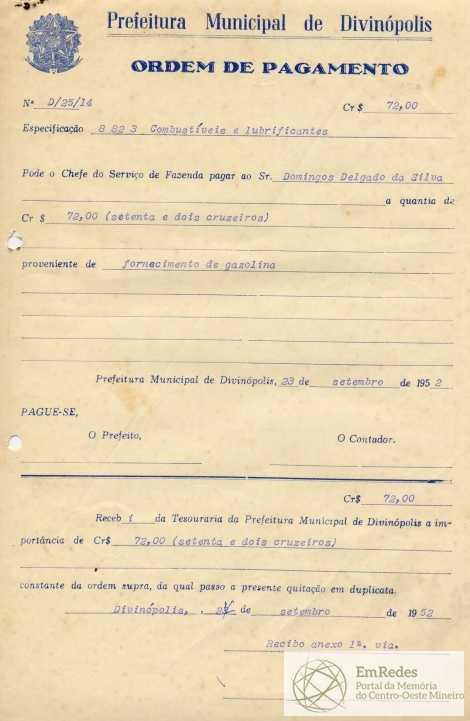 Prefeitura Municipal de Divinópolis
ORDEM DE PAGAMENTO
Nº D/25/14 Cr$ 72,00
Especificação 8 82 3 Combustíveis e lubrificantes
Pode o Chefe do Serviço de Fazenda pagar ao Sr. Domingos Delgado da Silva
a quantia de
Cr $ 72,00 (setenta e dois cruzeiros)
proveniente de fornecimento de gazolina
Prefeitura Municipal de Divinópolis, 23 de setembro de 1952
PAGUE-SE,
O Prefeito, O Contador.
Cr$ 72,00
Receb i da Tesouraria da Prefeitura Municipal de Divinópolis a im-
portância de Cr$ 72,00 (setenta e dois cruzeiros)
constante da ordem supra, da qual passo a presente quitação em duplicata.
Divinópolis, de setembro de 1952
Recibo anexo 1ª. via.
EmRedes
Portal da Memória
do Centro-Oeste Mineiro